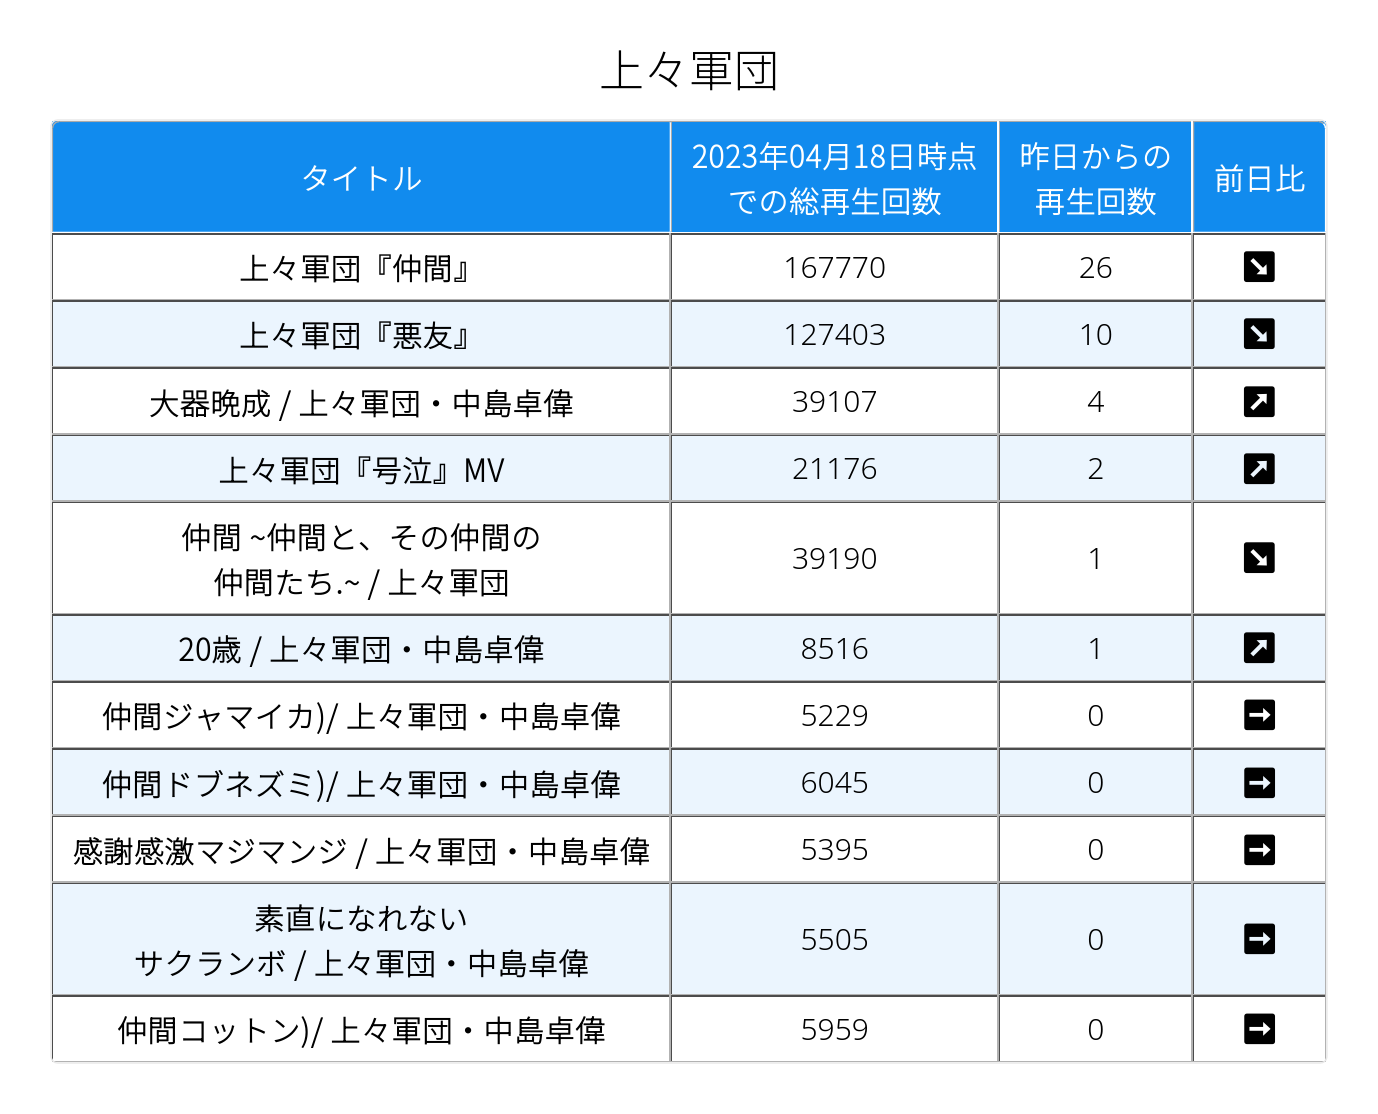 上々軍団
タイトル
2023年04月18日時点
での総再生回数
昨日からの
再生回数
前日比
上々軍団『仲間』 167770 26 ↘
上々軍団『悪友』 127403 10 ↘
大器晩成 / 上々軍団・中島卓偉 39107 4 ↗
上々軍団『号泣』MV 21176 2 ↗
仲間 ~仲間と、その仲間の
仲間たち.~ / 上々軍団 39190 1 ↘
20歳 / 上々軍団・中島卓偉 8516 1 ↗
仲間ジャマイカ)/ 上々軍団・中島卓偉 5229 0 →
仲間ドブネズミ)/ 上々軍団・中島卓偉 6045 0 →
感謝感激マジマンジ / 上々軍団・中島卓偉 5395 0 →
素直になれない
サクランボ / 上々軍団・中島卓偉 5505 0 →
仲間コットン)/ 上々軍団・中島卓偉 5959 0 →